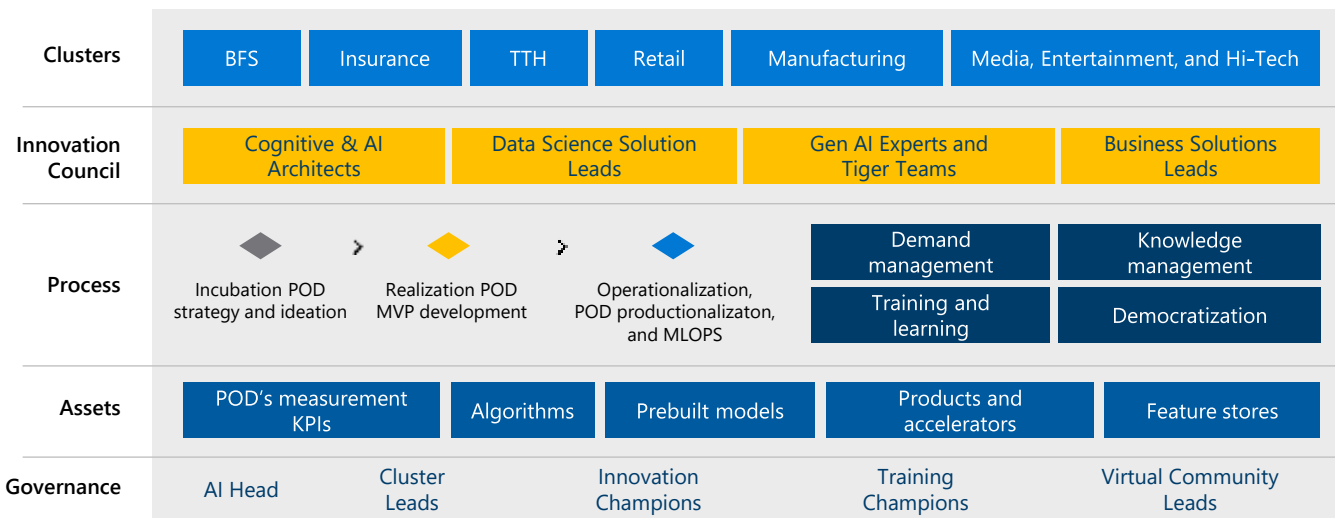 Clusters
BFS
Insurance
TTH
Retail
Manufacturing
Media, Entertainment, and Hi-Tech
Innovation
Council
Cognitive & AI
Architects
Data Science Solution
Leads
Gen AI Experts and
Tiger Teams
Business Solutions
Leads
Process
Incubation POD
strategy and ideation
Realization POD
MVP development
Operationalization,
POD productionalizaton,
and MLOPS
Demand
management
Knowledge
management
Training and
learning
Democratization
Assets
POD's measurement
KPIs
Algorithms
Prebuilt models
Products and
accelerators
Feature stores
Governance
AI Head
Cluster
Leads
Innovation
Champions
Training
Champions
Virtual Community
Leads